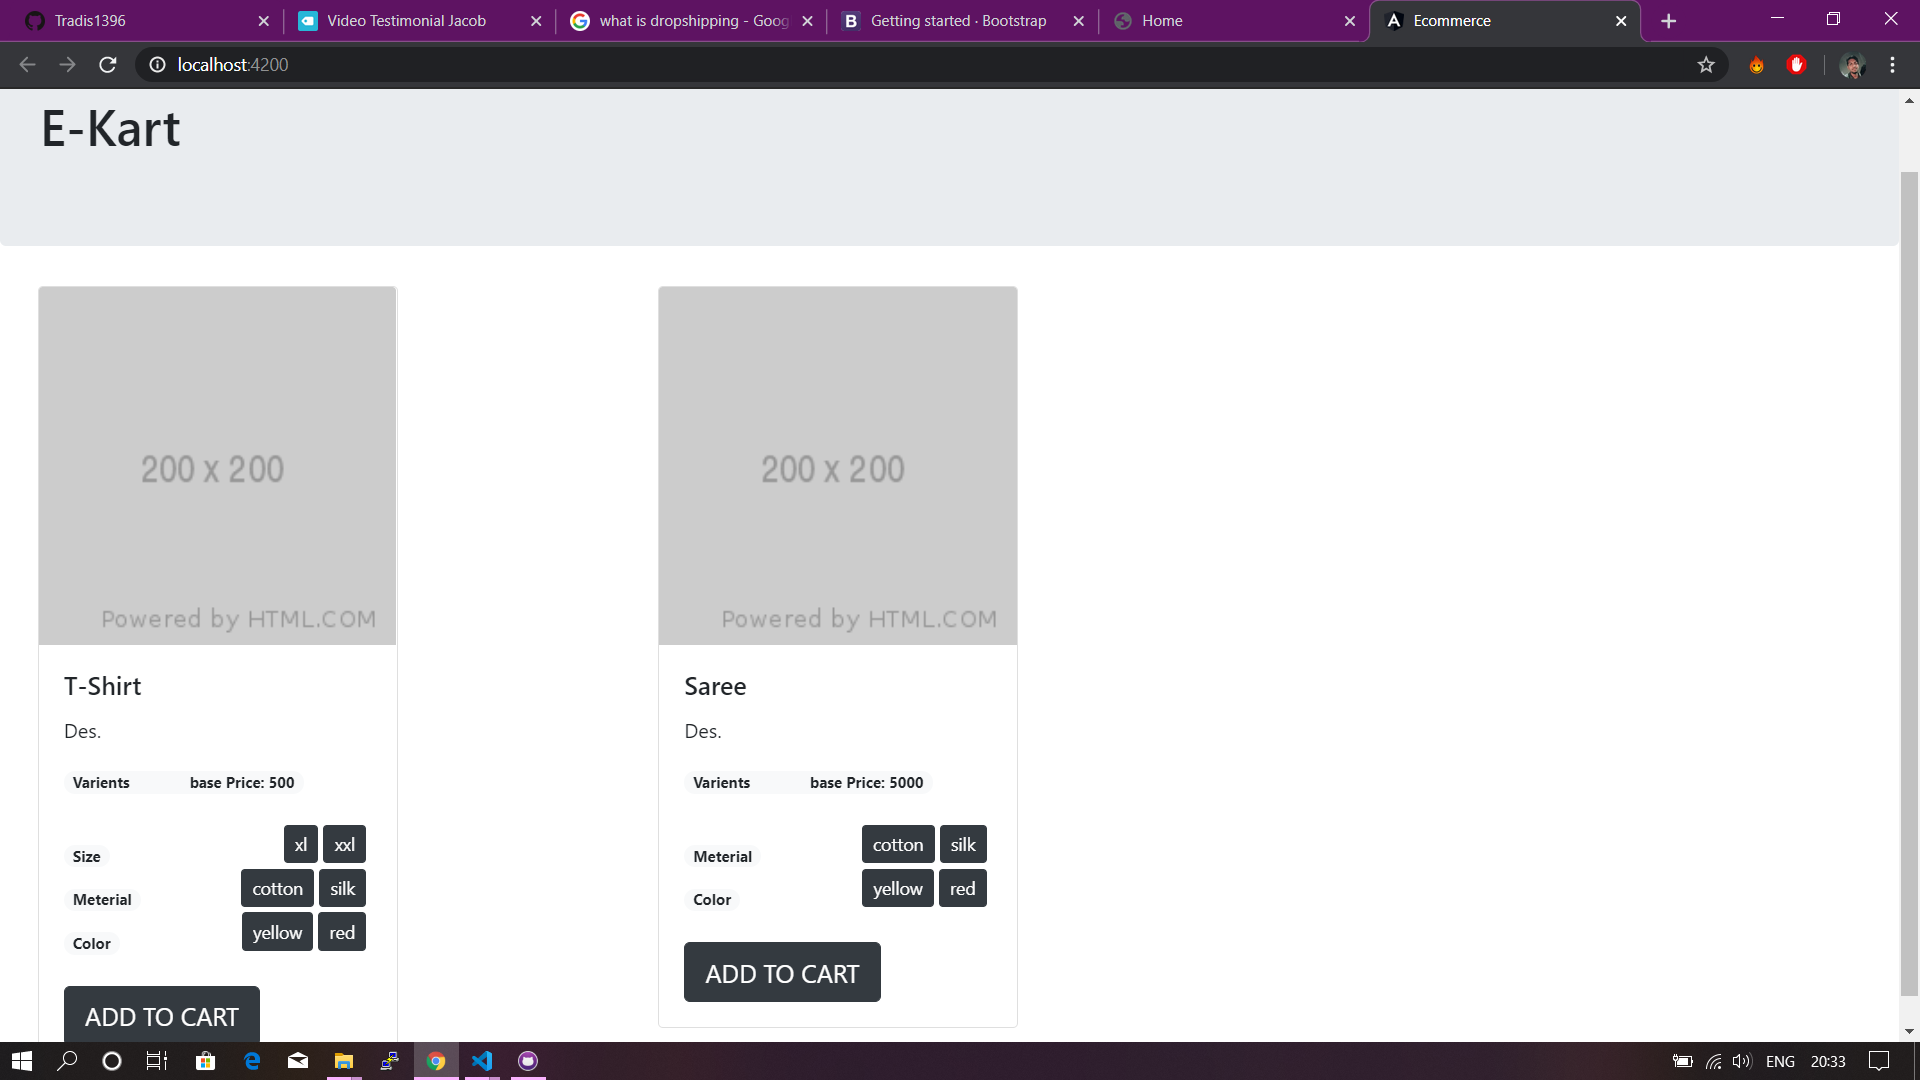 Tradis1396
Video Testimonial Jacob
what is dropshipping - Goog
Getting started · Bootstrap
Home
Ecommerce
localhost:4200
E-Kart
200 x 200
Powered by HTML.COM
T-Shirt
Des.
Varients base Price: 500
Size xl xxl
Meterial cotton silk
Color yellow red
ADD TO CART
200 x 200
Powered by HTML.COM
Saree
Des.
Varients base Price: 5000
Meterial cotton silk
Color yellow red
ADD TO CART
ENG 20:33